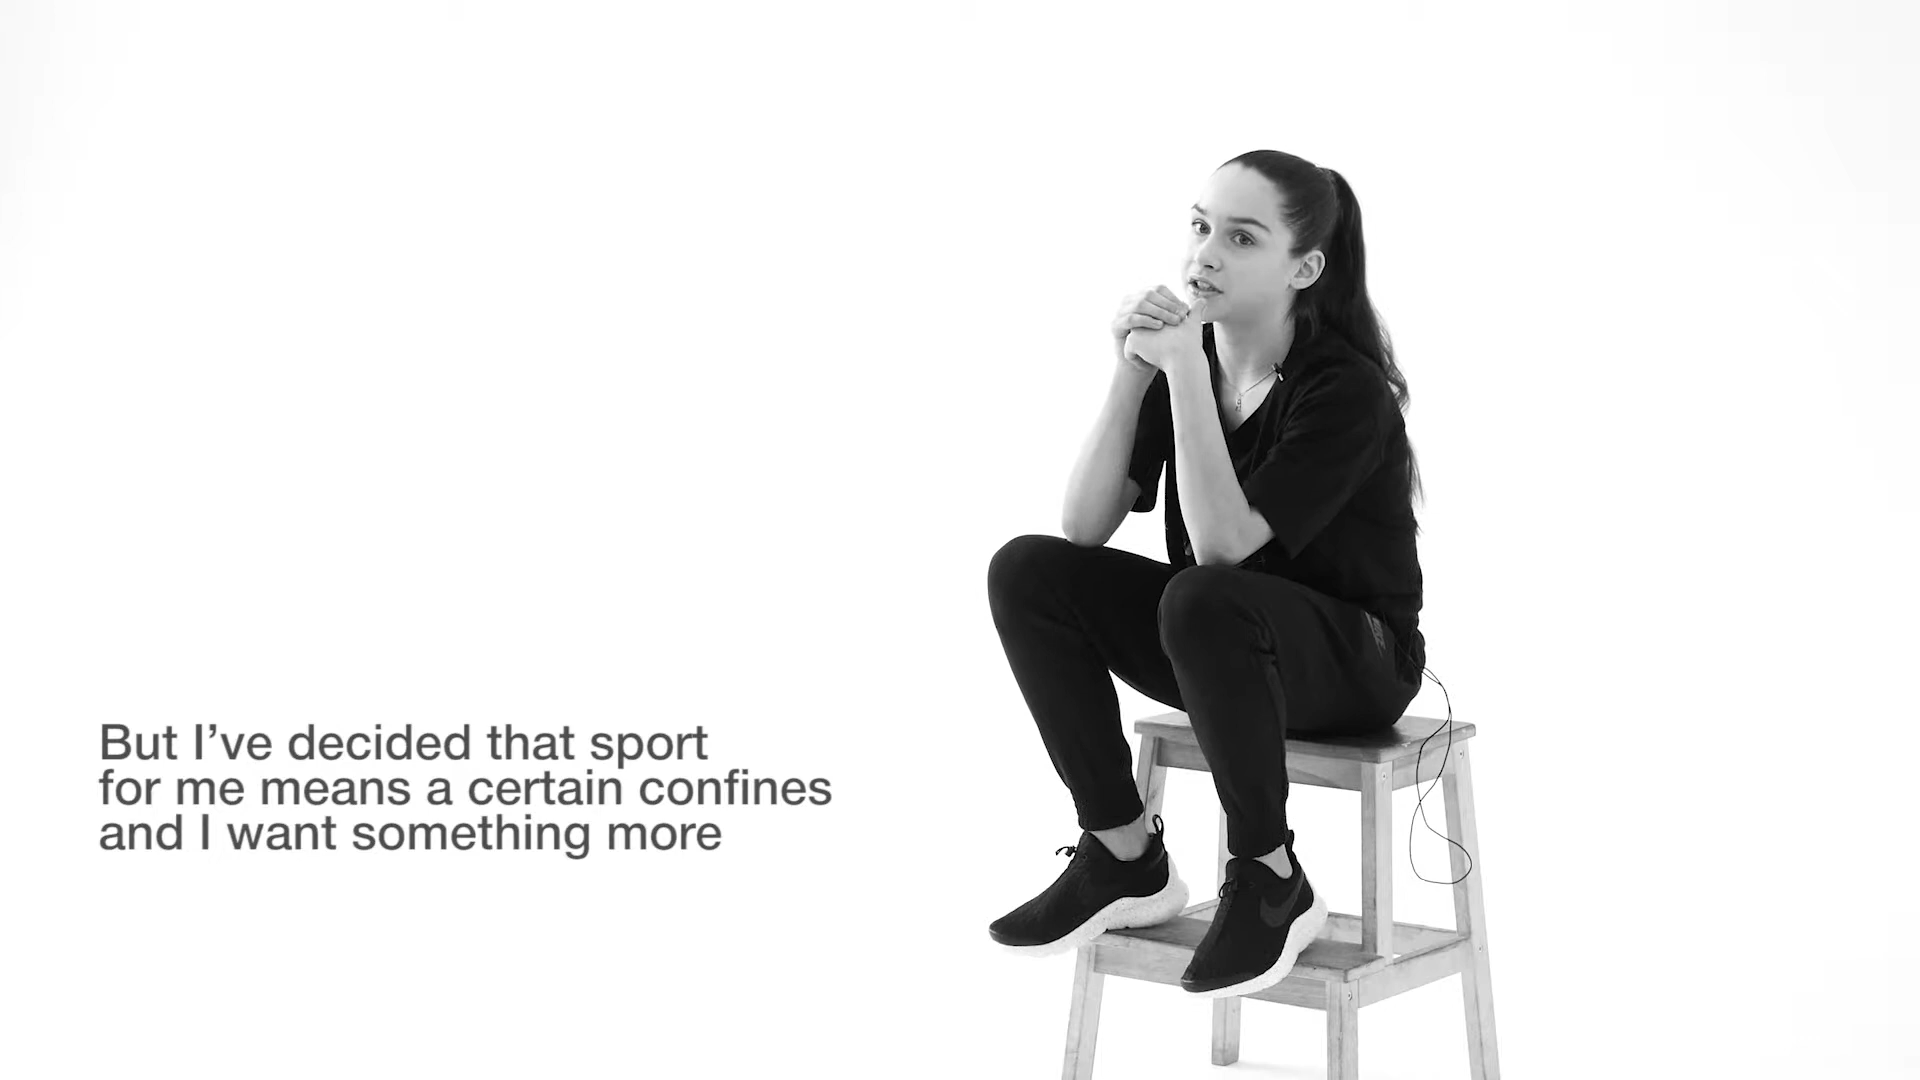 But I’ve decided that sport
for me means a certain confines
and I want something more